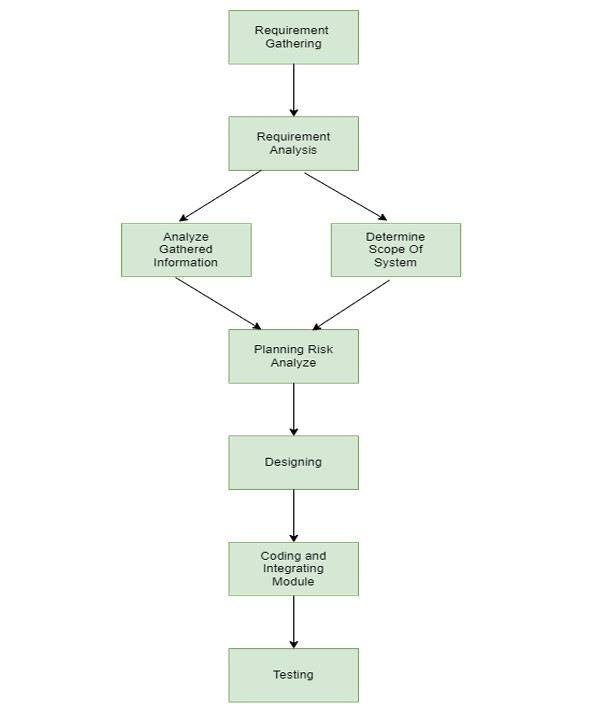 Requirement
Gathering
Requirement
Analysis
Analyze
Gathered
Information
Determine
Scope Of
System
Planning Risk
Analyze
Designing
Coding and
Integrating
Module
Testing